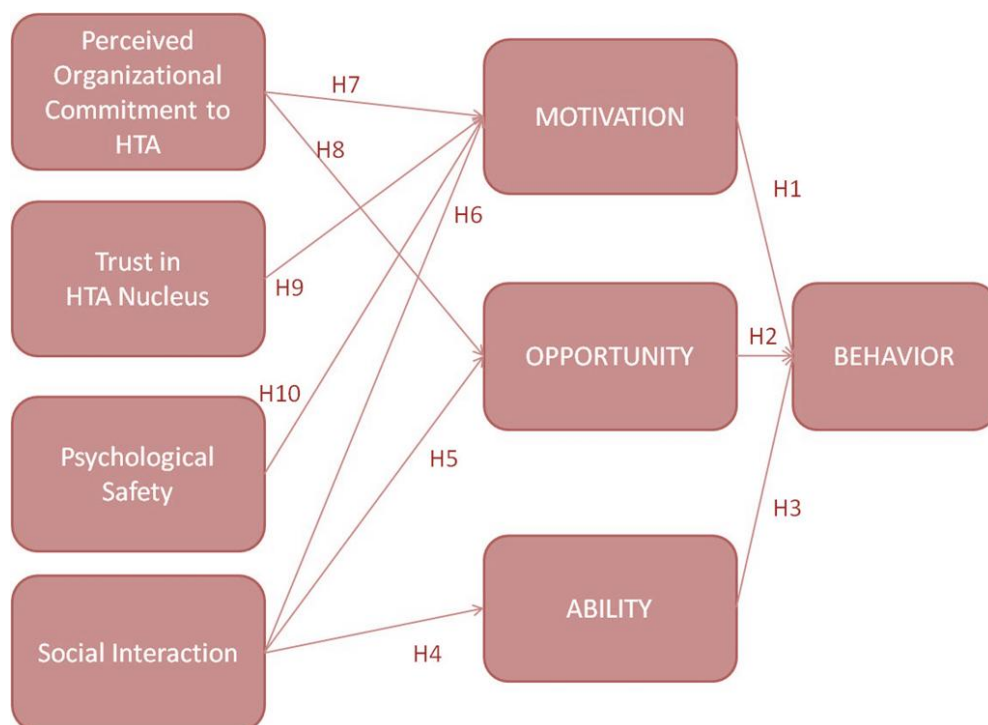 Perceived
Organizational
Commitment to
HTA
Trust in
HTA Nucleus
Psychological
Safety
Social Interaction
H7
H8
H6
H9
H10
H5
H4
MOTIVATION
OPPORTUNITY
ABILITY
H1
H2
H3
BEHAVIOR